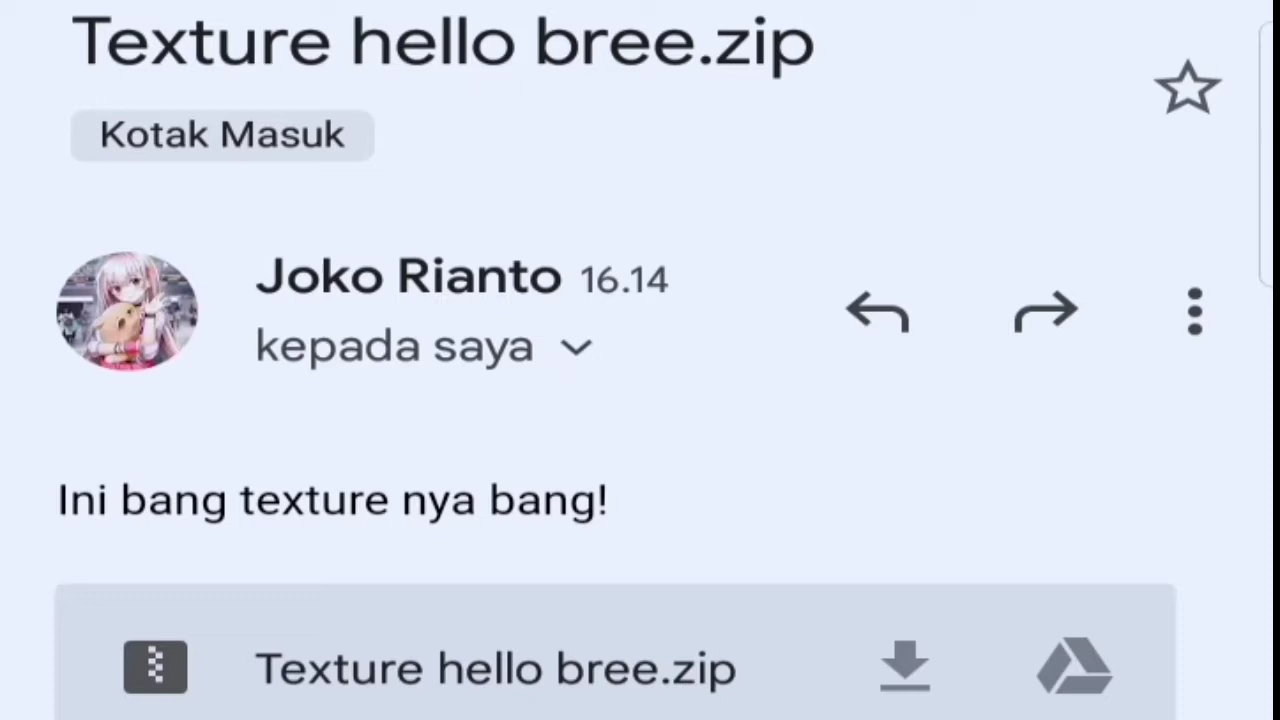 Texture hello bree.zip
Kotak Masuk
Joko Rianto 16.14
kepada saya
Ini bang texture nya bang!
Texture hello bree.zip